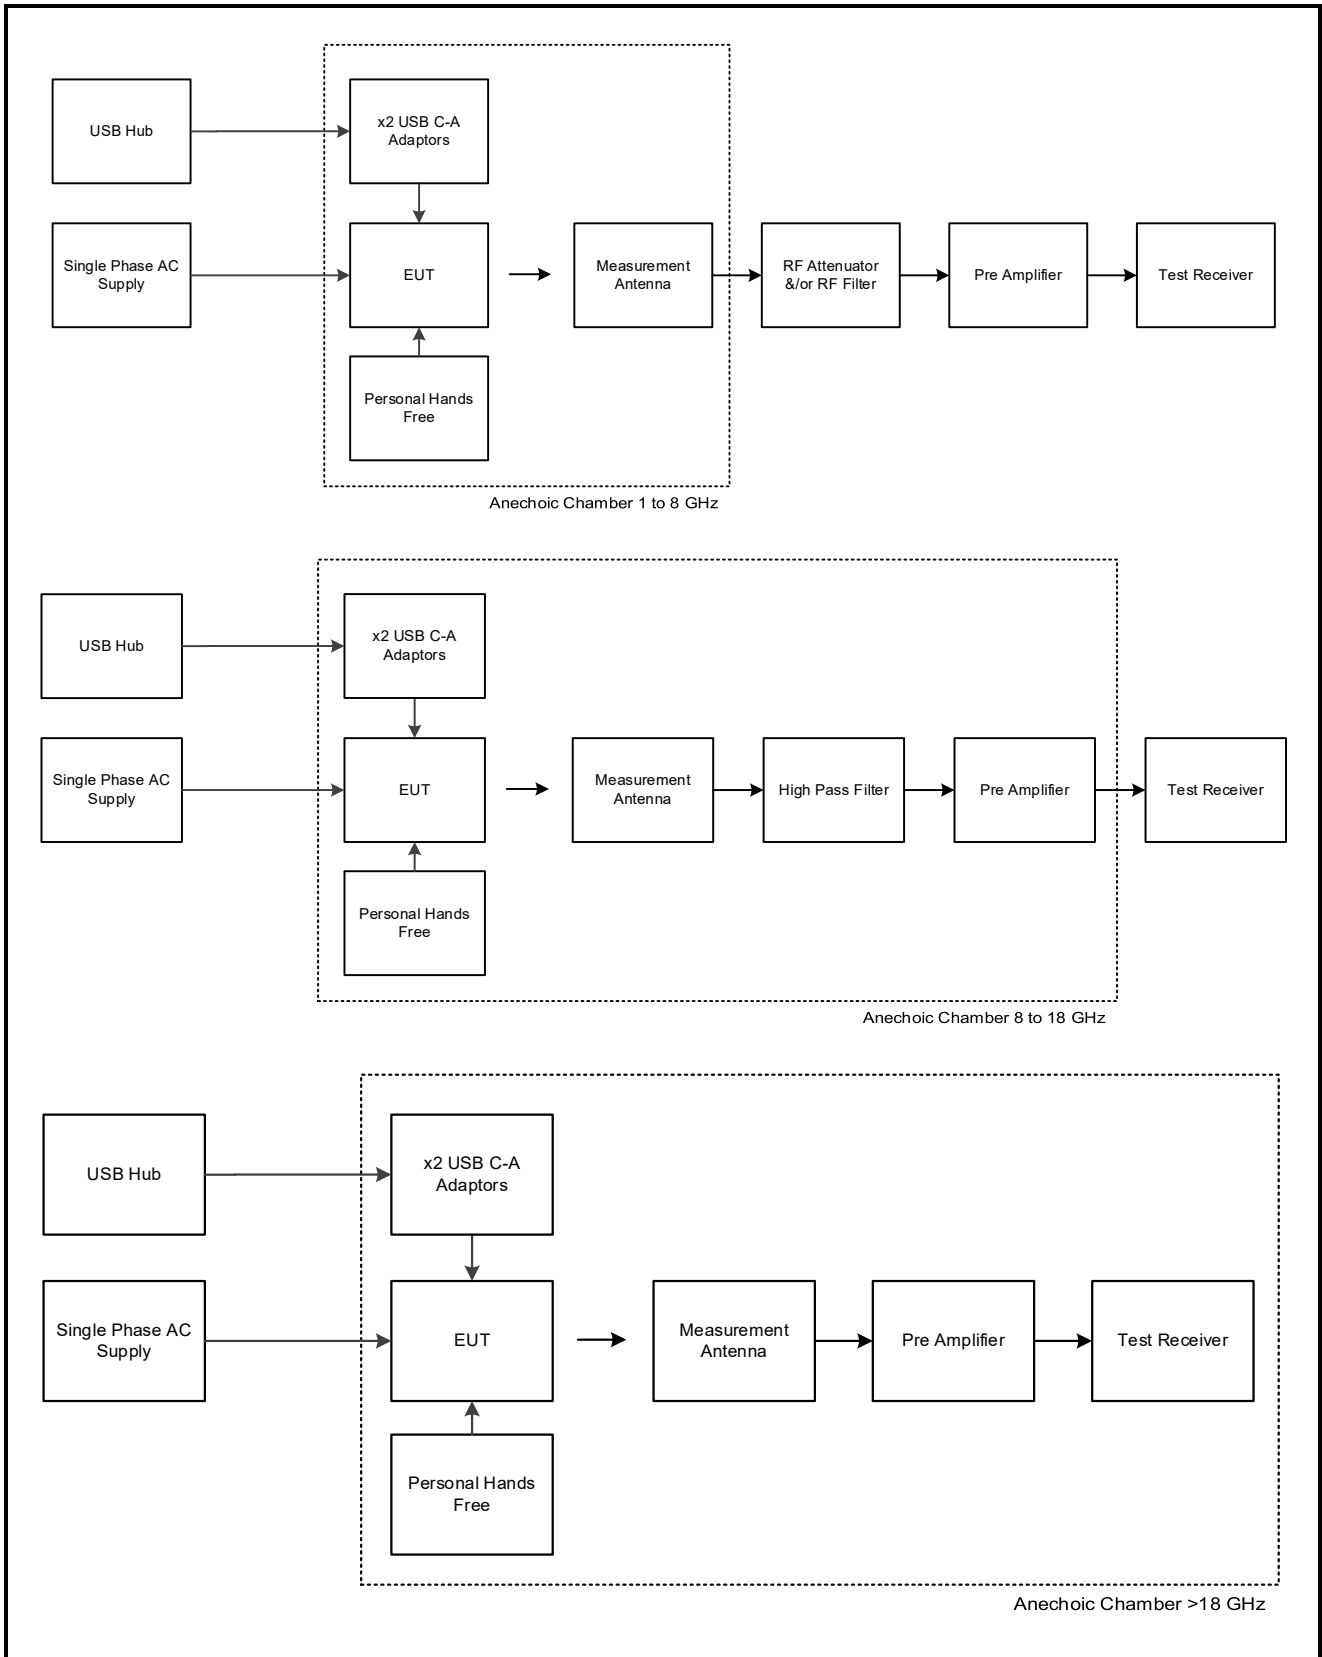 USB Hub
x2 USB C-A
Adaptors
Single Phase AC
Supply
EUT
Measurement
Antenna
RF Attenuator
&/or RF Filter
Pre Amplifier
Test Receiver
Personal Hands
Free
Anechoic Chamber 1 to 8 GHz
USB Hub
x2 USB C-A
Adaptors
Single Phase AC
Supply
EUT
Measurement
Antenna
High Pass Filter
Pre Amplifier
Test Receiver
Personal Hands
Free
Anechoic Chamber 8 to 18 GHz
USB Hub
x2 USB C-A
Adaptors
Single Phase AC
Supply
EUT
Measurement
Antenna
Pre Amplifier
Test Receiver
Personal Hands
Free
Anechoic Chamber >18 GHz